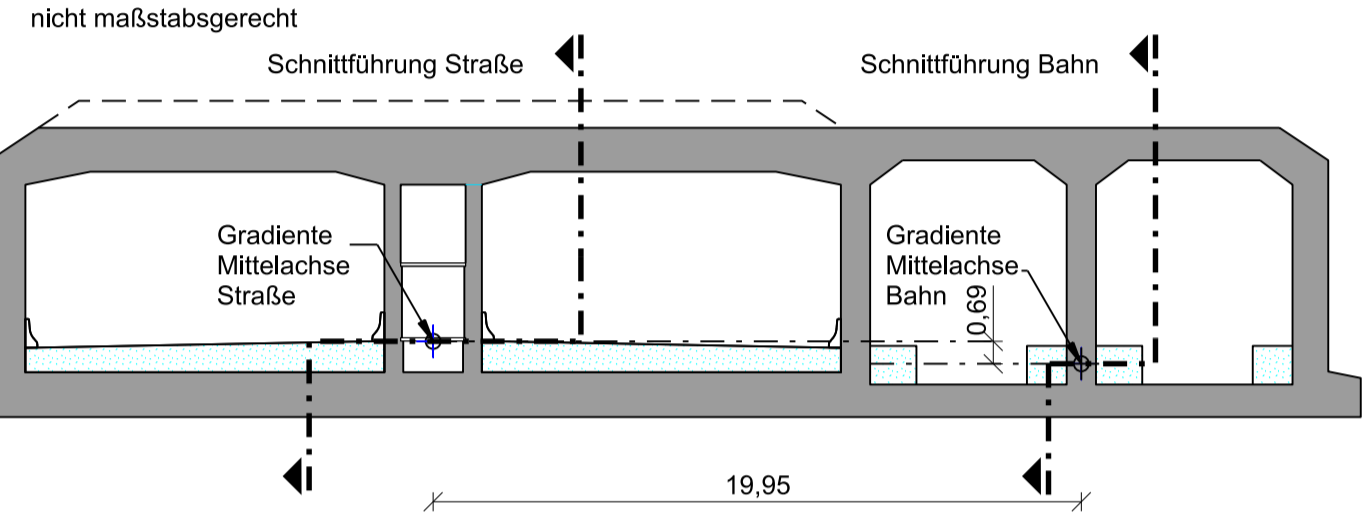 nicht maßstabsgerecht
Schnittführung Straße
Schnittführung Bahn
Gradiente
Mittelachse
Straße
Gradiente
Mittelachse
Bahn
0,69
19,95